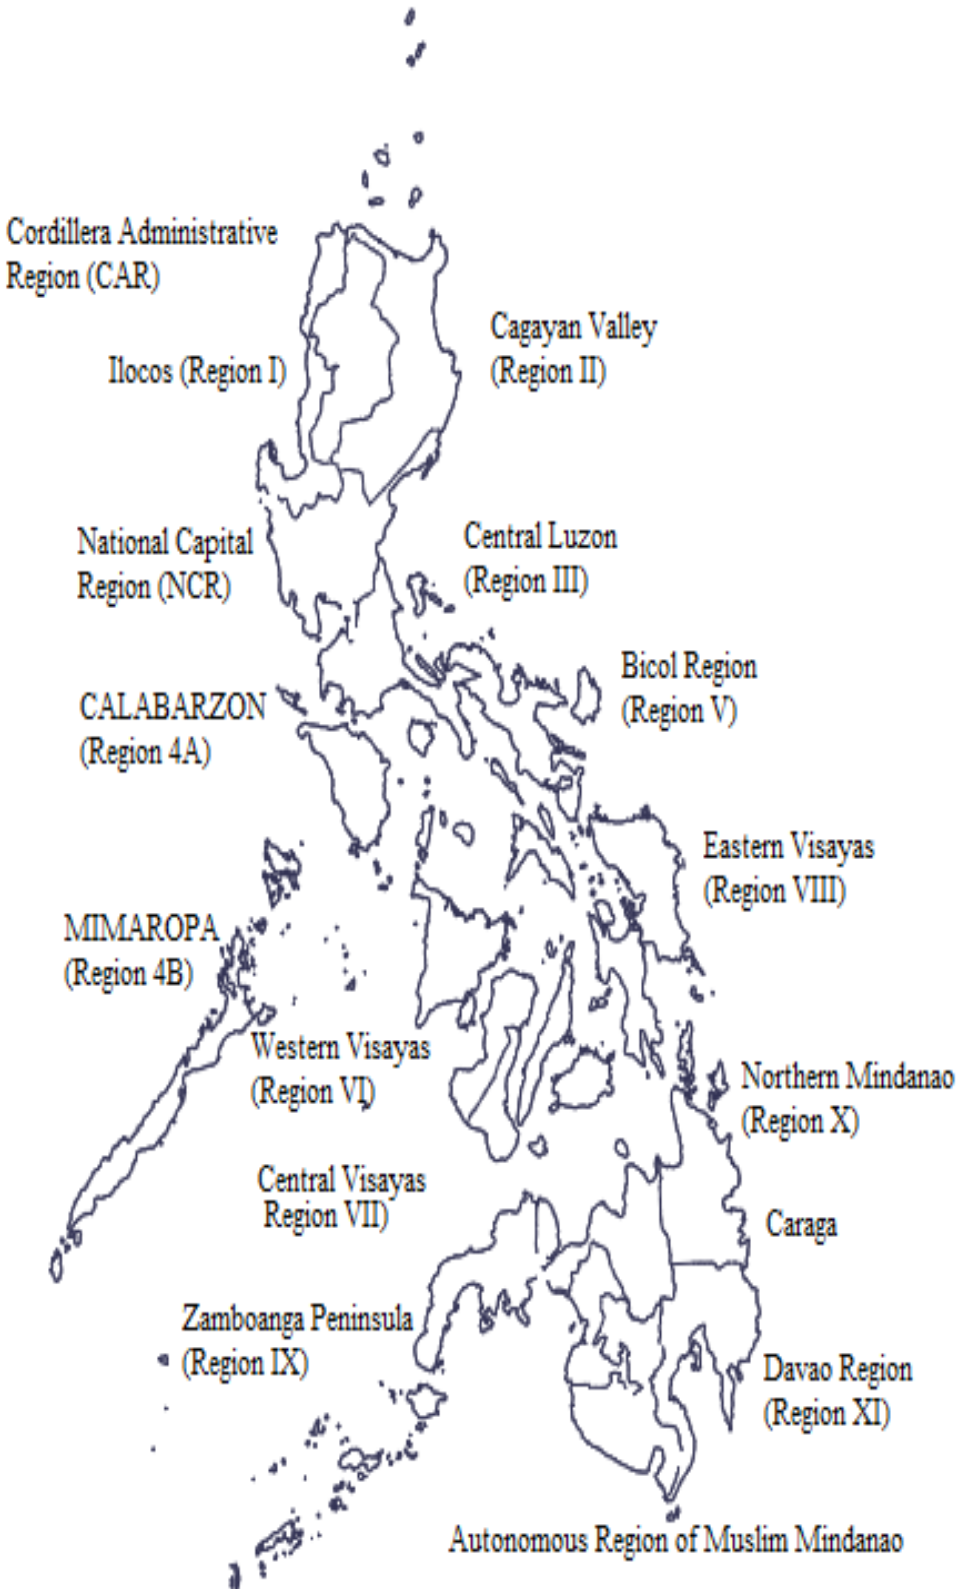 Cordillera Administrative
Region (CAR)
Cagayan Valley
(Region II)
Ilocos (Region I)
National Capital
Region (NCR)
Central Luzon
(Region III)
Bicol Region
(Region V)
CALABARZON
(Region 4A)
Eastern Visayas
(Region VIII)
MIMAROPA
(Region 4B)
Western Visayas
(Region VI)
Northern Mindanao
(Region X)
Central Visayas
Region VII)
Caraga
Zamboanga Peninsula
(Region IX)
Davao Region
(Region XI)
Autonomous Region of Muslim Mindanao